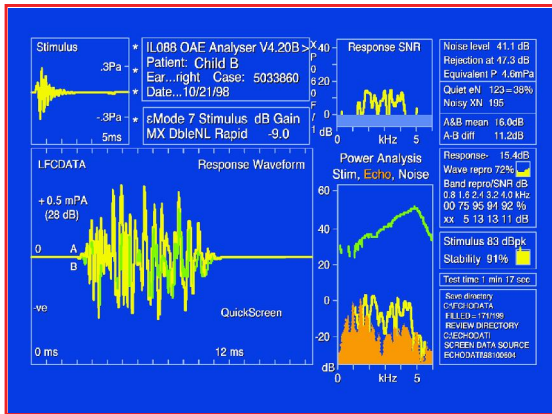 Stimulus
.3Pa
-.3Pa
5ms
* IL088 OAE Analyser V4.20B >
Patient: Child B
* Ear...right Case: 5033860
* Date...10/21/98
* εMode 7 Stimulus dB Gain
MX DbleNL Rapid -9.0
Response SNR
40
20
0
dB
0 kHz 5
Noise level 41.1 dB
Rejection at 47.3 dB
Equivalent P 4.6mPa
Quiet eN 123=38%
Noisy XN 195
A&B mean 16.0dB
A-B diff 11.2dB
LFCDATA
Response Waveform
+ 0.5 mPA
(28 dB)
0 A
B
-ve
QuickScreen
0 ms 12 ms
Power Analysis
Stim, Echo, Noise
60
40
20
0
-20
dB
0 kHz 5
Response- 15.4dB
Wave repro 72%
Band repro/SNR dB
0.8 1.6 2.4 3.2 4.0 kHz
00 75 95 94 92 %
xx 5 13 13 11 dB
Stimulus 83 dBpk
Stability 91%
Test time 1 min 17 sec
Save directory
C:\ECHODATA
FILLED = 171/199
REVIEW DIRECTORY
C:\ECHODATI
SCREEN DATA SOURCE